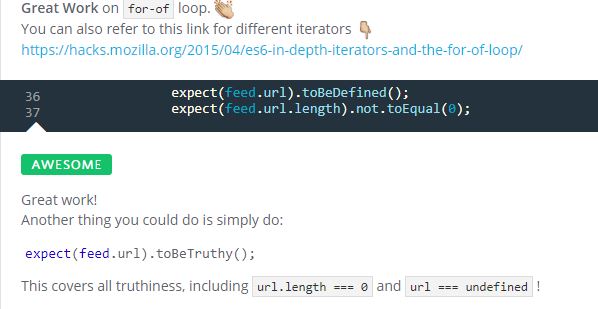 Great Work on for-of loop. 👏
You can also refer to this link for different iterators 👇
https://hacks.mozilla.org/2015/04/es6-in-depth-iterators-and-the-for-of-loop/
36 expect(feed.url).toBeDefined();
37 expect(feed.url.length).not.toEqual(0);
AWESOME
Great work!
Another thing you could do is simply do:
expect(feed.url).toBeTruthy();
This covers all truthiness, including url.length === 0 and url === undefined !